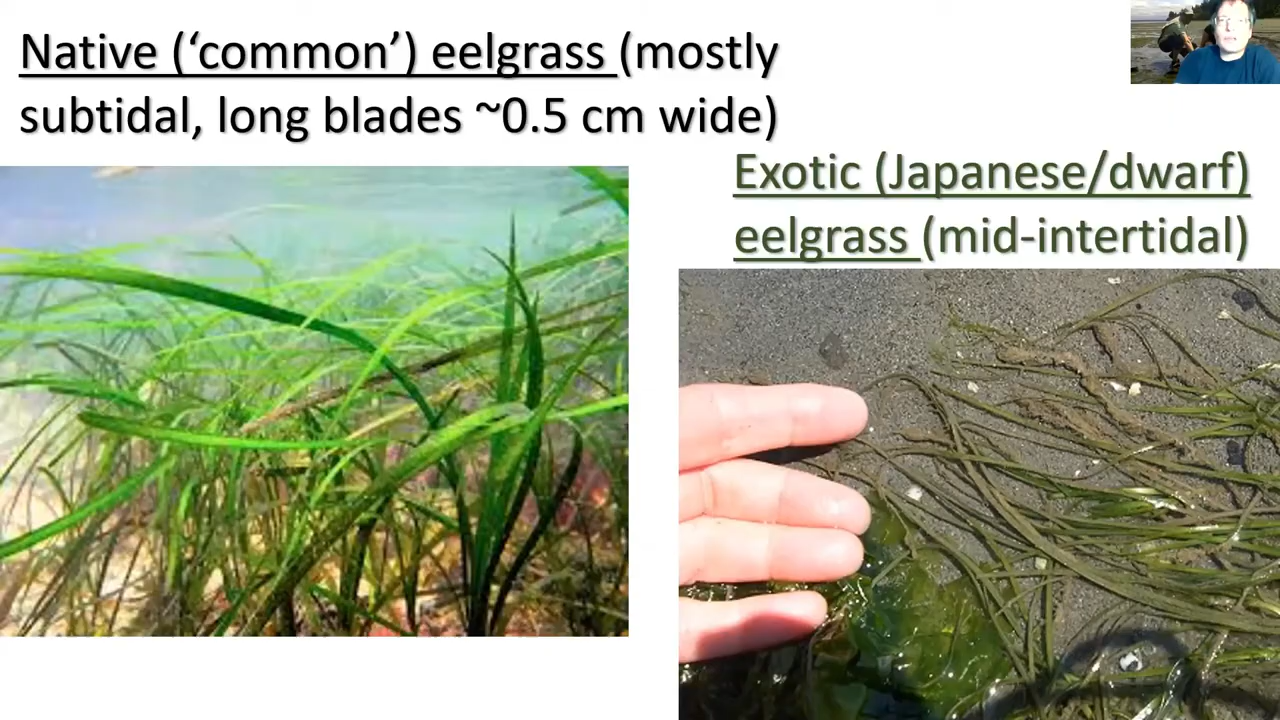 Native (‘common’) eelgrass (mostly
subtidal, long blades ~0.5 cm wide)
Exotic (Japanese/dwarf)
eelgrass (mid-intertidal)